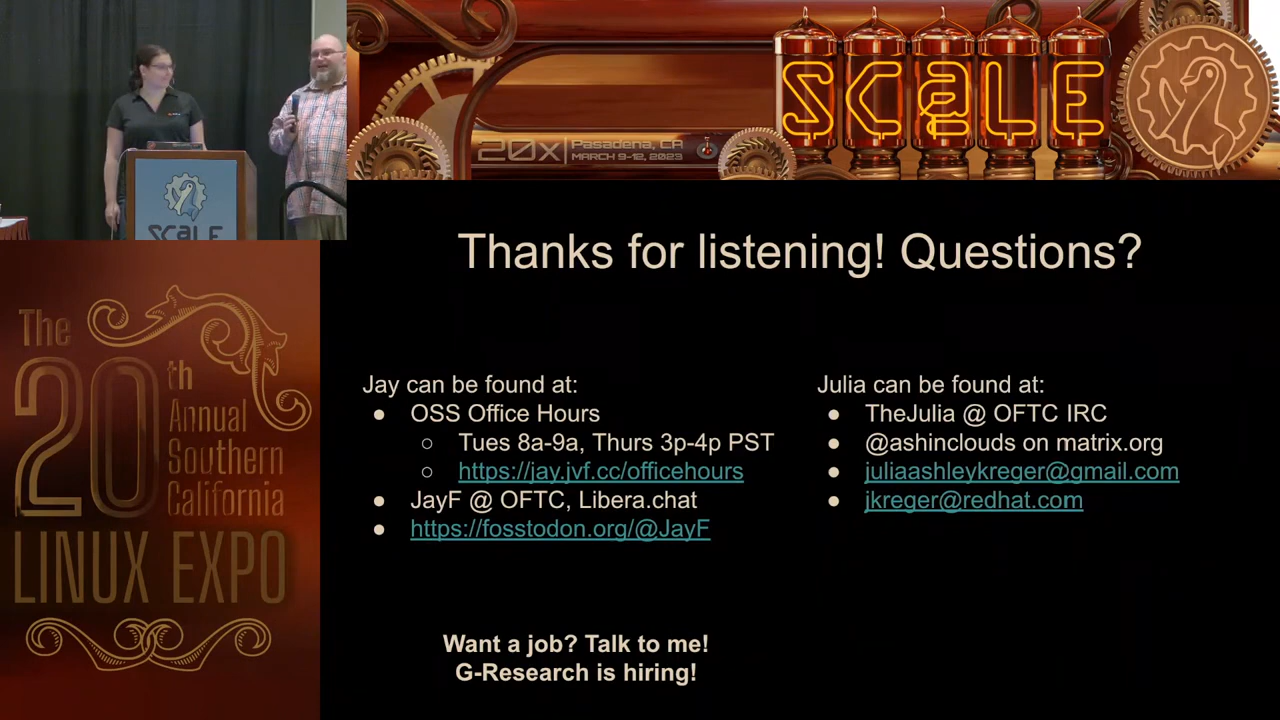 SCALE
20x
Pasadena, CA
MARCH 9-12, 2023
SCALE
The
20th
Annual
Southern
California
LINUX EXPO
Thanks for listening! Questions?
Jay can be found at:
● OSS Office Hours
○ Tues 8a-9a, Thurs 3p-4p PST
○ https://jay.jvf.cc/officehours
● JayF @ OFTC, Libera.chat
● https://fosstodon.org/@JayF
Want a job? Talk to me!
G-Research is hiring!
Julia can be found at:
● TheJulia @ OFTC IRC
● @ashinclouds on matrix.org
● juliaashleykreger@gmail.com
● jkreger@redhat.com